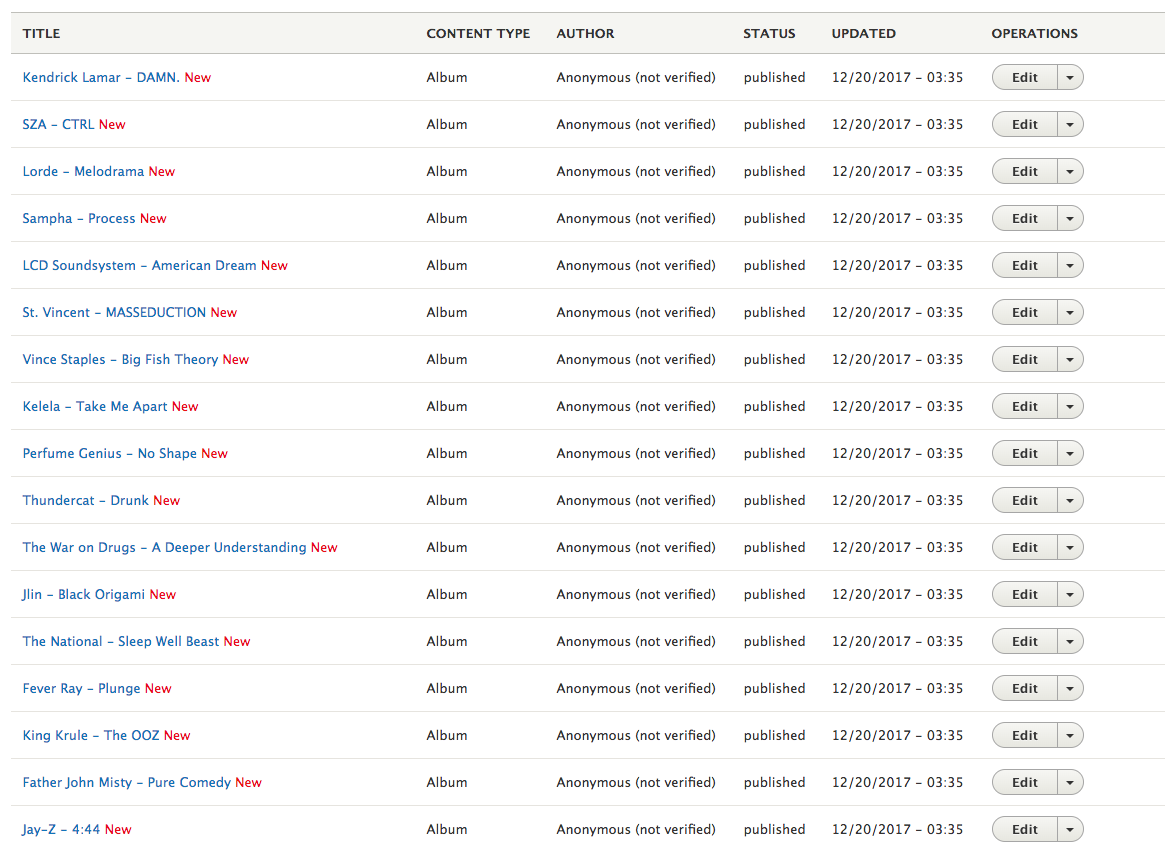 TITLE CONTENT TYPE AUTHOR STATUS UPDATED OPERATIONS
Kendrick Lamar – DAMN. New Album Anonymous (not verified) published 12/20/2017 – 03:35 Edit
SZA – CTRL New Album Anonymous (not verified) published 12/20/2017 – 03:35 Edit
Lorde – Melodrama New Album Anonymous (not verified) published 12/20/2017 – 03:35 Edit
Sampha – Process New Album Anonymous (not verified) published 12/20/2017 – 03:35 Edit
LCD Soundsystem – American Dream New Album Anonymous (not verified) published 12/20/2017 – 03:35 Edit
St. Vincent – MASSEDUCTION New Album Anonymous (not verified) published 12/20/2017 – 03:35 Edit
Vince Staples – Big Fish Theory New Album Anonymous (not verified) published 12/20/2017 – 03:35 Edit
Kelela – Take Me Apart New Album Anonymous (not verified) published 12/20/2017 – 03:35 Edit
Perfume Genius – No Shape New Album Anonymous (not verified) published 12/20/2017 – 03:35 Edit
Thundercat – Drunk New Album Anonymous (not verified) published 12/20/2017 – 03:35 Edit
The War on Drugs – A Deeper Understanding New Album Anonymous (not verified) published 12/20/2017 – 03:35 Edit
Jlin – Black Origami New Album Anonymous (not verified) published 12/20/2017 – 03:35 Edit
The National – Sleep Well Beast New Album Anonymous (not verified) published 12/20/2017 – 03:35 Edit
Fever Ray – Plunge New Album Anonymous (not verified) published 12/20/2017 – 03:35 Edit
King Krule – The OOZ New Album Anonymous (not verified) published 12/20/2017 – 03:35 Edit
Father John Misty – Pure Comedy New Album Anonymous (not verified) published 12/20/2017 – 03:35 Edit
Jay-Z – 4:44 New Album Anonymous (not verified) published 12/20/2017 – 03:35 Edit